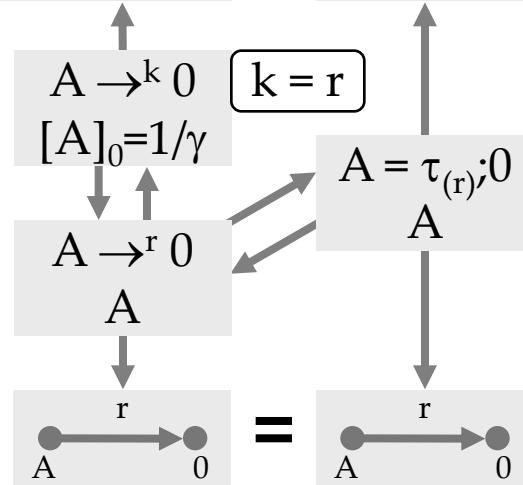 A →ᵏ 0
k = r
[A]₀=1/γ
A = τ₍ᵣ₎;0
A
A →ʳ 0
A
r
A 0
=
r
A 0